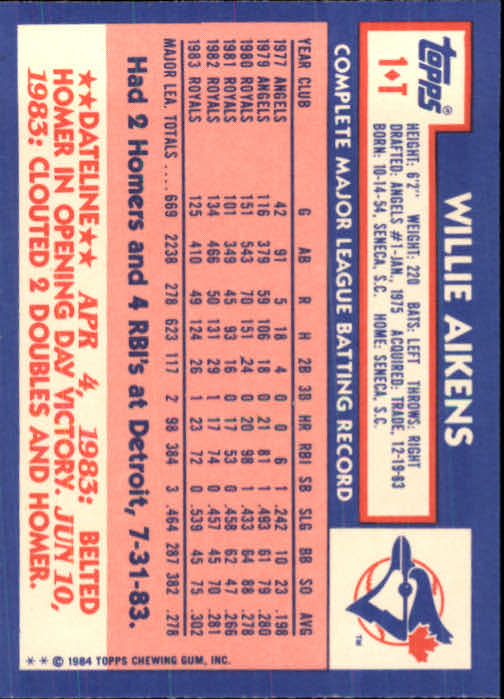 topps®
1•T
WILLIE AIKENS
HEIGHT: 6'2" WEIGHT: 220 BATS: LEFT THROWS: RIGHT
DRAFTED: ANGELS #1-JAN., 1975 ACQUIRED: TRADE, 12-19-83
BORN: 10-14-54, SENECA, S.C. HOME: SENECA, S.C.
COMPLETE MAJOR LEAGUE BATTING RECORD
YEAR CLUB G AB R H 2B 3B HR RBI SB SLG BB SO AVG
1977 ANGELS 42 91 5 18 4 0 0 6 1 .242 10 23 .198
1979 ANGELS 116 379 59 106 18 0 21 81 1 .493 61 79 .280
1980 ROYALS 151 543 70 151 24 0 20 98 1 .433 64 88 .278
1981 ROYALS 101 349 45 93 16 0 17 53 0 .458 62 47 .266
1982 ROYALS 134 466 50 131 29 1 17 74 0 .457 45 70 .281
1983 ROYALS 125 410 49 124 26 1 23 72 0 .539 45 75 .302
MAJOR LEA. TOTALS 669 2238 278 623 117 2 98 384 3 .464 287 382 .278
Had 2 Homers and 4 RBI's at Detroit, 7-31-83.
★★DATELINE★★ APR 4, 1983: BELTED
HOMER IN OPENING DAY VICTORY. JUN 10,
1983: CLOUTED 2 DOUBLES AND HOMER.
TM
** © 1984 TOPPS CHEWING GUM, INC.